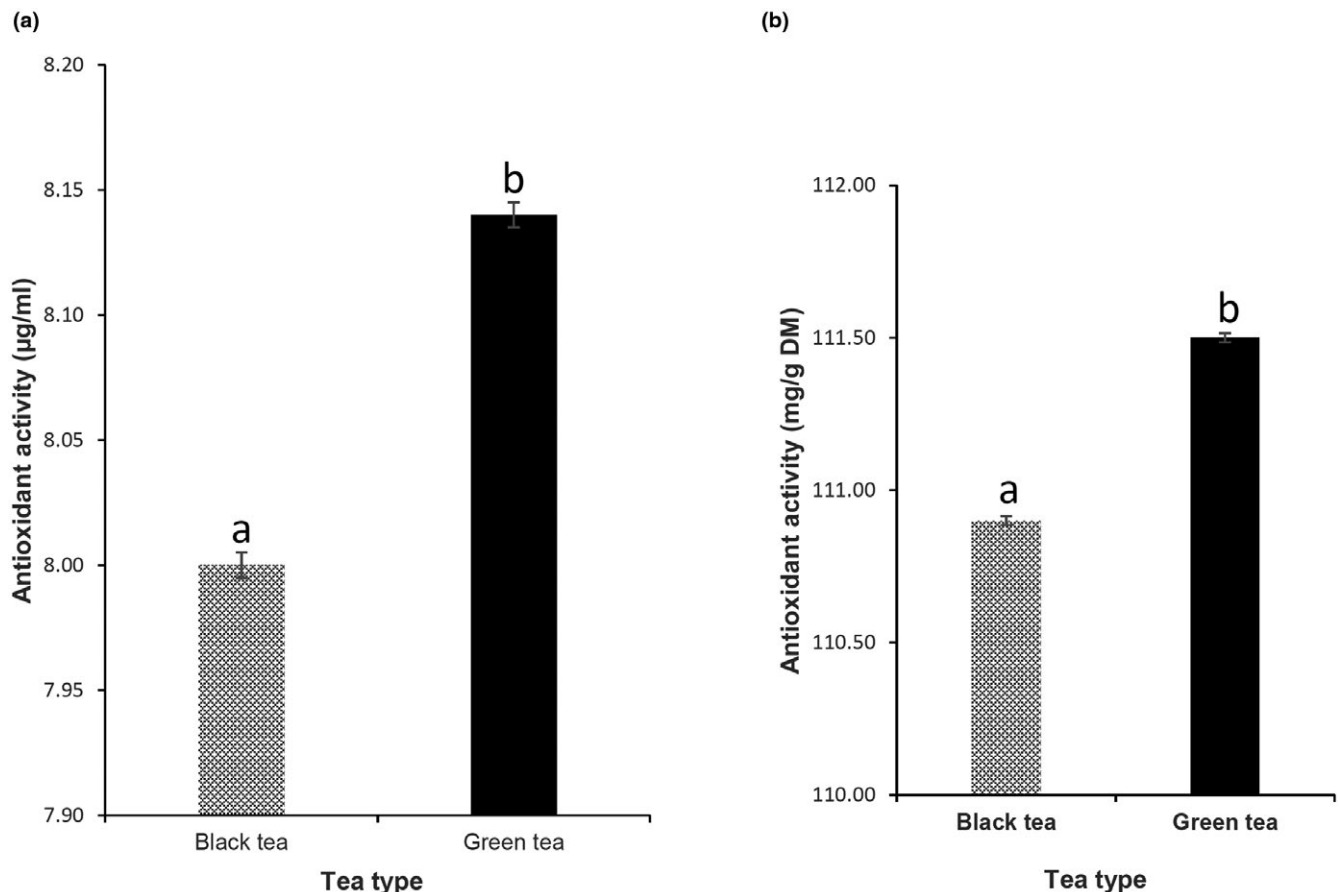 (a)
Antioxidant activity (µg/ml)
8.20
8.15
8.10
8.05
8.00
7.95
7.90
a
b
Black tea
Green tea
Tea type
(b)
Antioxidant activity (mg/g DM)
112.00
111.50
111.00
110.50
110.00
a
b
Black tea
Green tea
Tea type